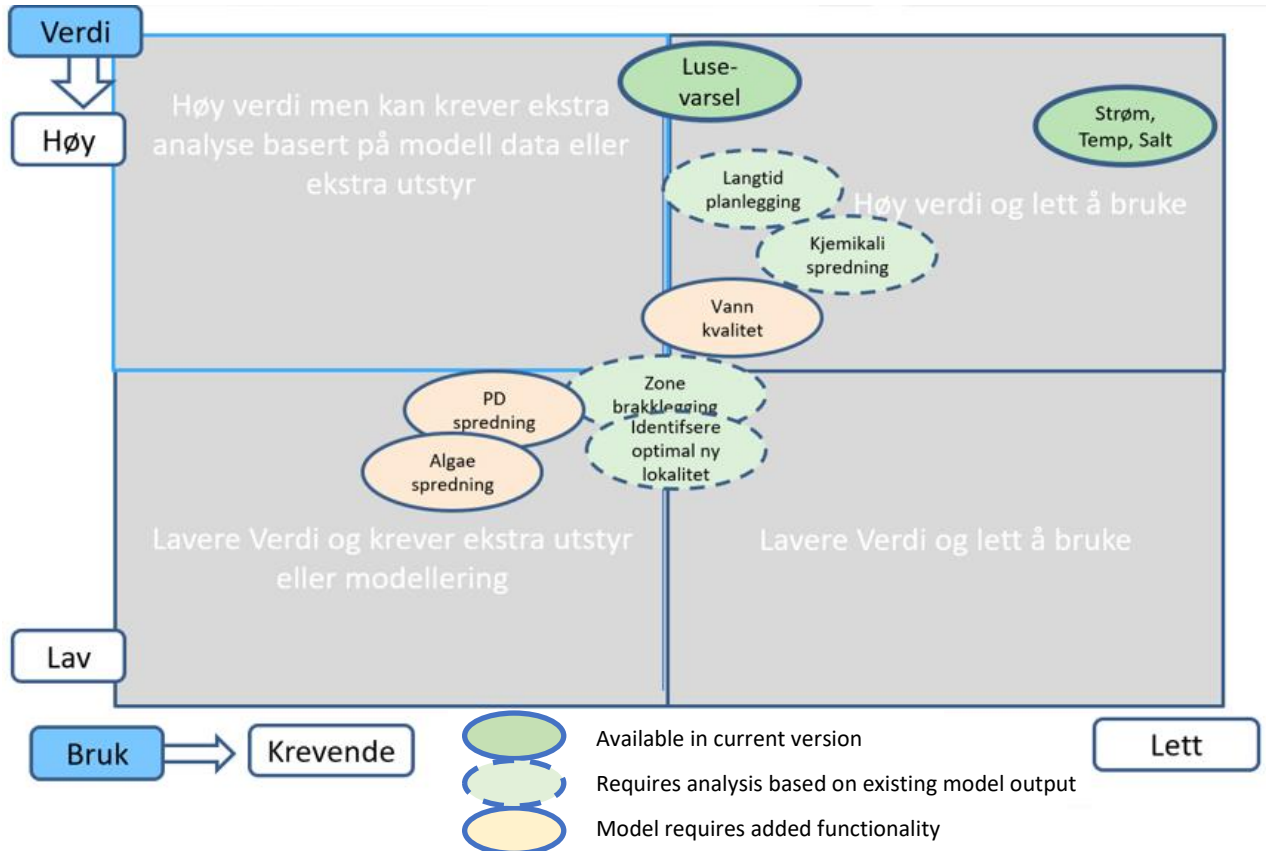 Verdi
Høy
Høy verdi men kan krever ekstra
analyse basert på modell data eller
ekstra utstyr
Luse-
varsel
Strøm,
Temp, Salt
Langtid
planlegging
Høy verdi og lett å bruke
Kjemikali
spredning
Vann
kvalitet
Zone
brakklegging
PD
spredning
Identifsere
optimal ny
lokalitet
Algae
spredning
Lavere Verdi og krever ekstra utstyr
eller modellering
Lavere Verdi og lett å bruke
Lav
Bruk
Krevende
Lett
Available in current version
Requires analysis based on existing model output
Model requires added functionality